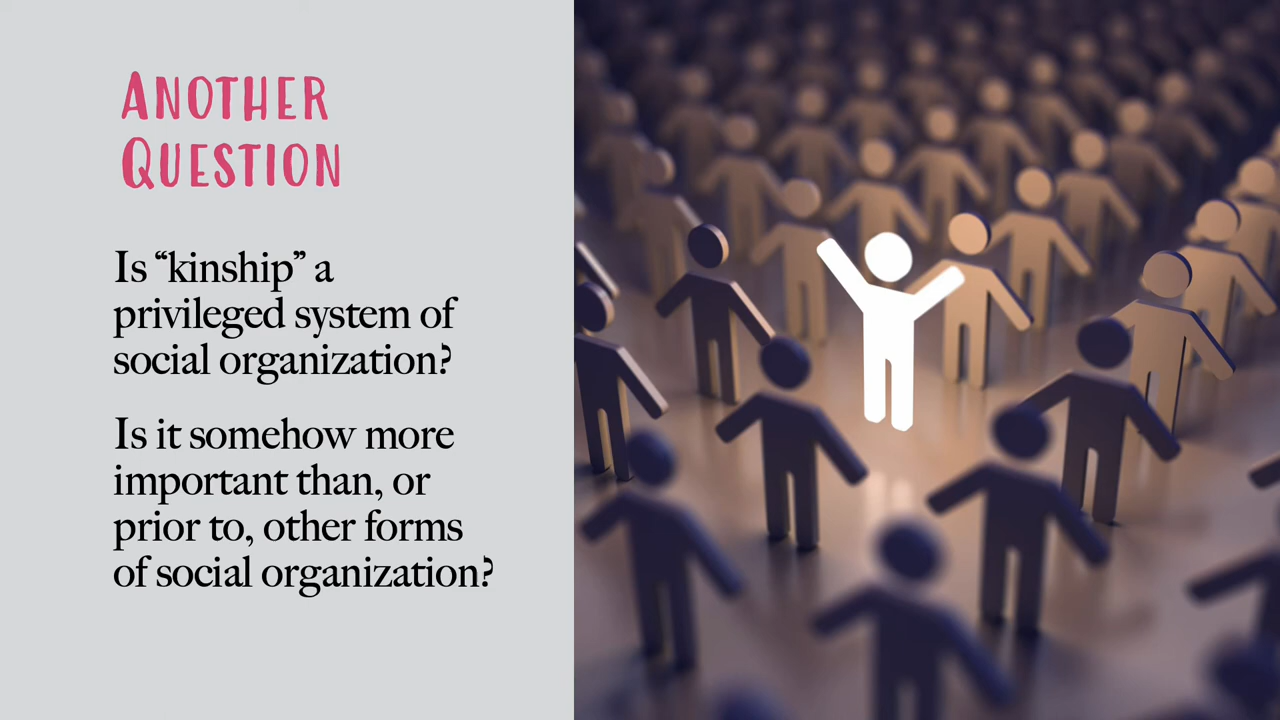 ANOTHER
QUESTION
Is “kinship” a
privileged system of
social organization?
Is it somehow more
important than, or
prior to, other forms
of social organization?